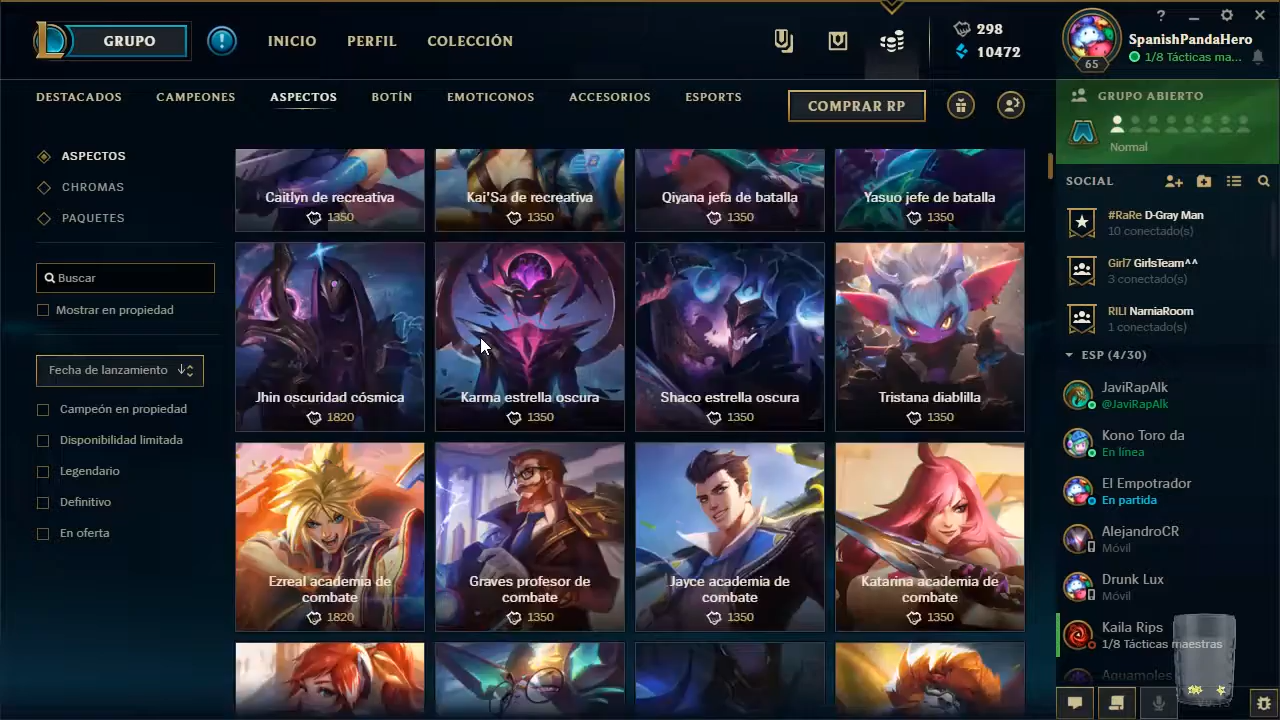 GRUPO
INICIO
PERFIL
COLECCIÓN
298
10472
65
SpanishPandaHero
1/8 Tácticas ma...
DESTACADOS
CAMPEONES
ASPECTOS
BOTÍN
EMOTICONOS
ACCESORIOS
ESPORTS
COMPRAR RP
GRUPO ABIERTO
Normal
ASPECTOS
CHROMAS
PAQUETES
Buscar
Mostrar en propiedad
Fecha de lanzamiento
Campeón en propiedad
Disponibilidad limitada
Legendario
Definitivo
En oferta
Caitlyn de recreativa
1350
Kai'Sa de recreativa
1350
Qiyana jefa de batalla
1350
Yasuo jefe de batalla
1350
Jhin oscuridad cósmica
1820
Karma estrella oscura
1350
Shaco estrella oscura
1350
Tristana diablilla
1350
Ezreal academia de
combate
1820
Graves profesor de
combate
1350
Jayce academia de
combate
1350
Katarina academia de
combate
1350
SOCIAL
#RaRe D-Gray Man
10 conectado(s)
Girl7 GirlsTeam^^
3 conectado(s)
RILI NarniaRoom
1 conectado(s)
ESP (4/30)
JaviRapAlk
@JaviRapAlk
Kono Toro da
En línea
El Empotrador
En partida
AlejandroCR
Móvil
Drunk Lux
Móvil
Kaila Rips
1/8 Tácticas maestras
Aquamoles